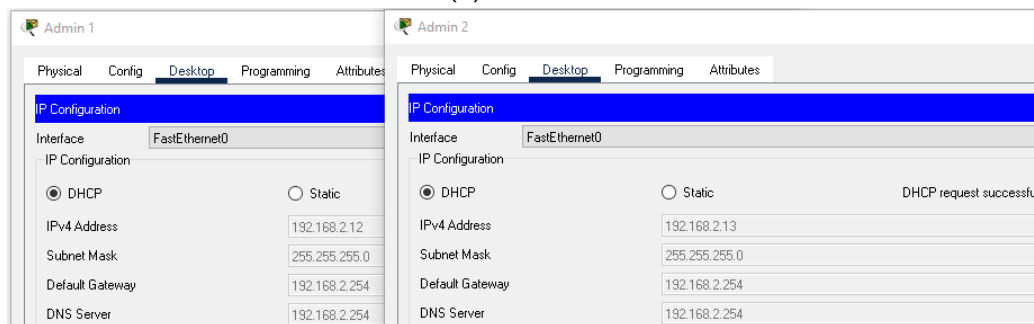 Admin 1
Physical Config Desktop Programming Attributes
IP Configuration
Interface FastEthernet0
IP Configuration
DHCP Static
IPv4 Address 192.168.2.12
Subnet Mask 255.255.255.0
Default Gateway 192.168.2.254
DNS Server 192.168.2.254
Admin 2
Physical Config Desktop Programming Attributes
IP Configuration
Interface FastEthernet0
IP Configuration
DHCP Static DHCP request successfu
IPv4 Address 192.168.2.13
Subnet Mask 255.255.255.0
Default Gateway 192.168.2.254
DNS Server 192.168.2.254